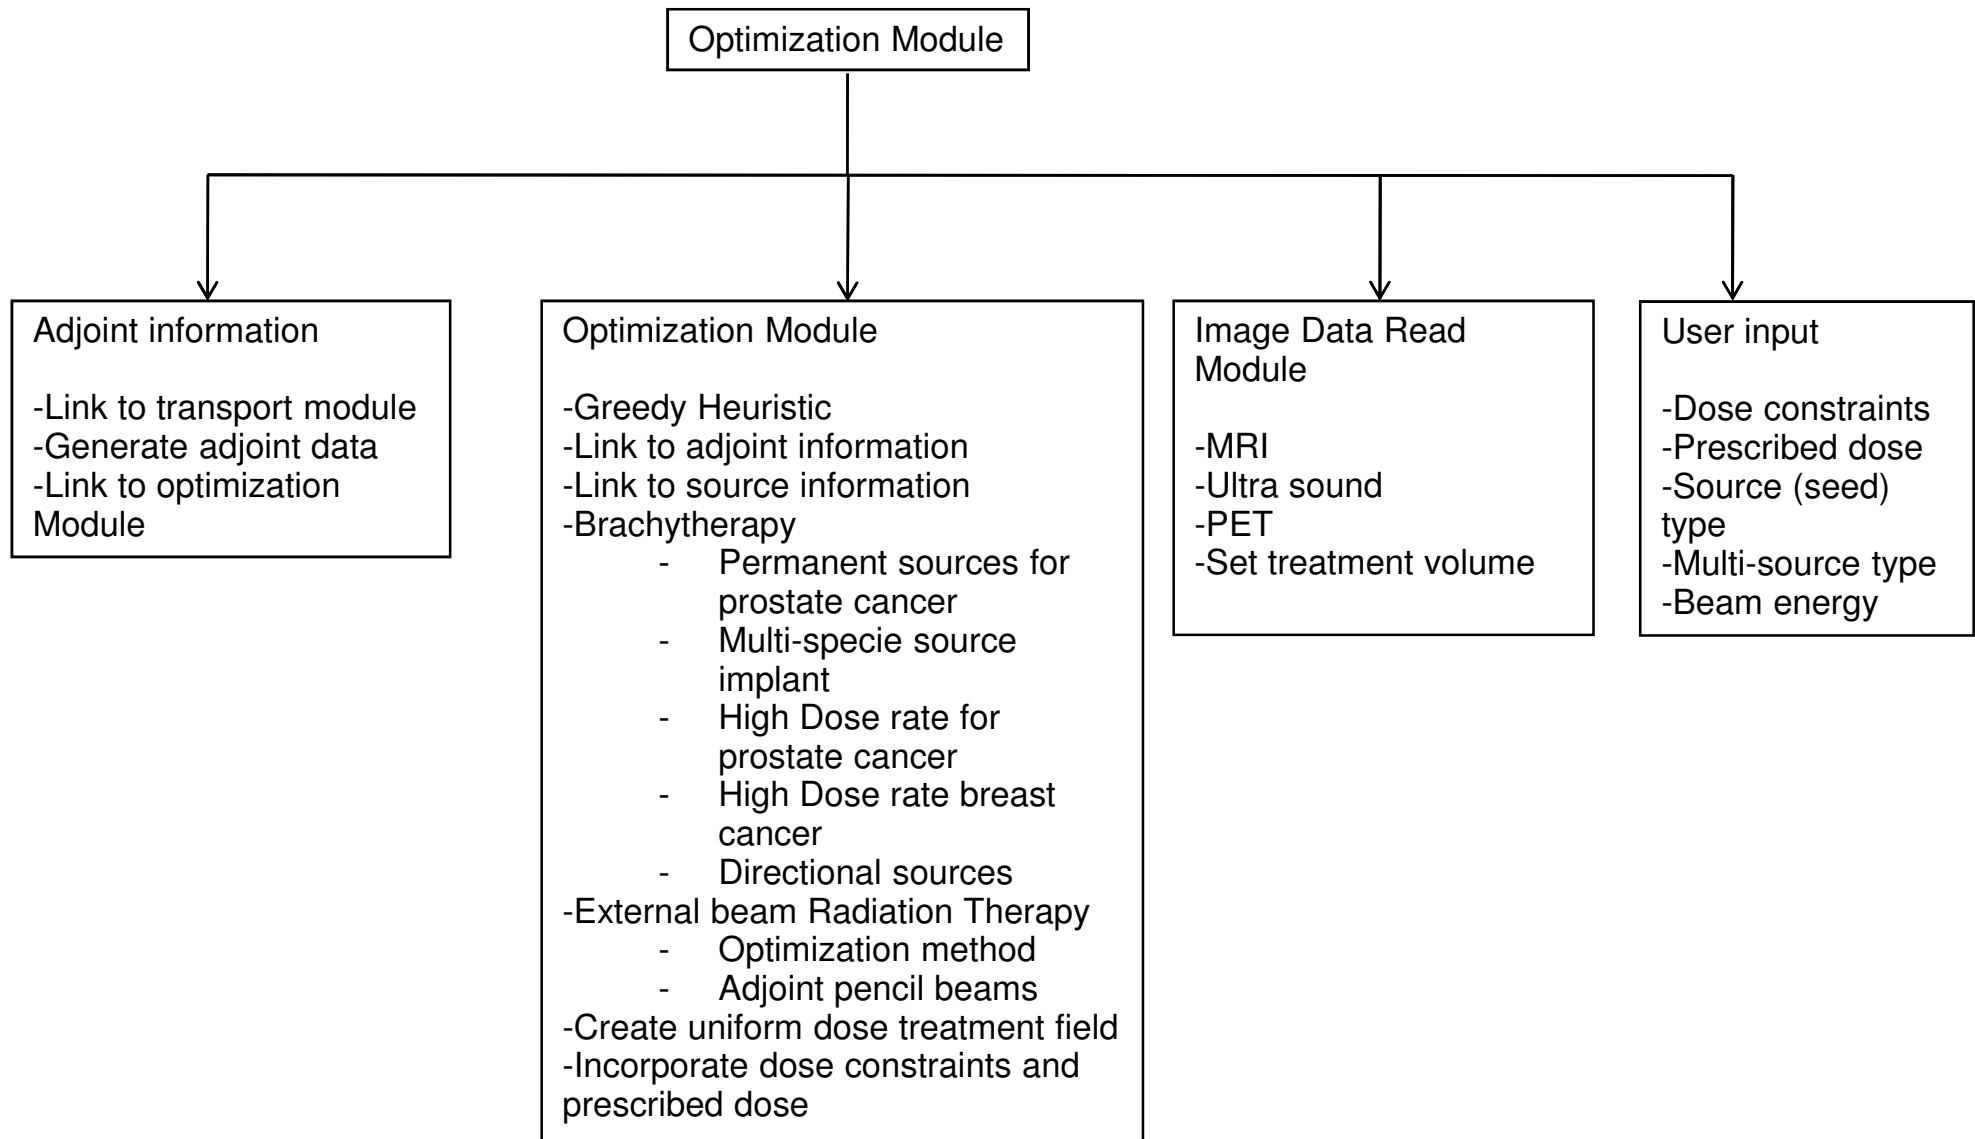 Optimization Module
Adjoint information
-Link to transport module
-Generate adjoint data
-Link to optimization
Module
Optimization Module
-Greedy Heuristic
-Link to adjoint information
-Link to source information
-Brachytherapy
- Permanent sources for
prostate cancer
- Multi-specie source
implant
- High Dose rate for
prostate cancer
- High Dose rate breast
cancer
- Directional sources
-External beam Radiation Therapy
- Optimization method
- Adjoint pencil beams
-Create uniform dose treatment field
-Incorporate dose constraints and
prescribed dose
Image Data Read
Module
-MRI
-Ultra sound
-PET
-Set treatment volume
User input
-Dose constraints
-Prescribed dose
-Source (seed)
type
-Multi-source type
-Beam energy